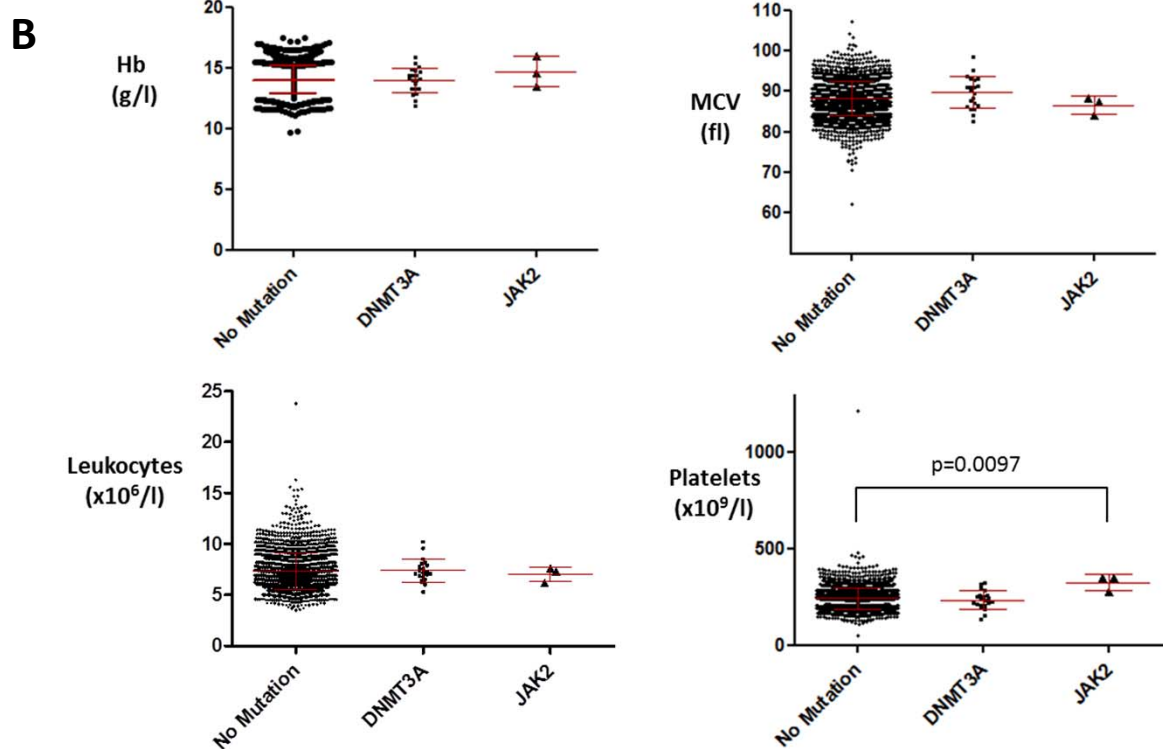 B
Hb
(g/l)
20
15
10
5
0
No Mutation
DNMT3A
JAK2
MCV
(fl)
110
100
90
80
70
60
No Mutation
DNMT3A
JAK2
Leukocytes
(x10⁶/l)
25
20
15
10
5
0
No Mutation
DNMT3A
JAK2
Platelets
(x10⁹/l)
1000
500
0
p=0.0097
No Mutation
DNMT3A
JAK2